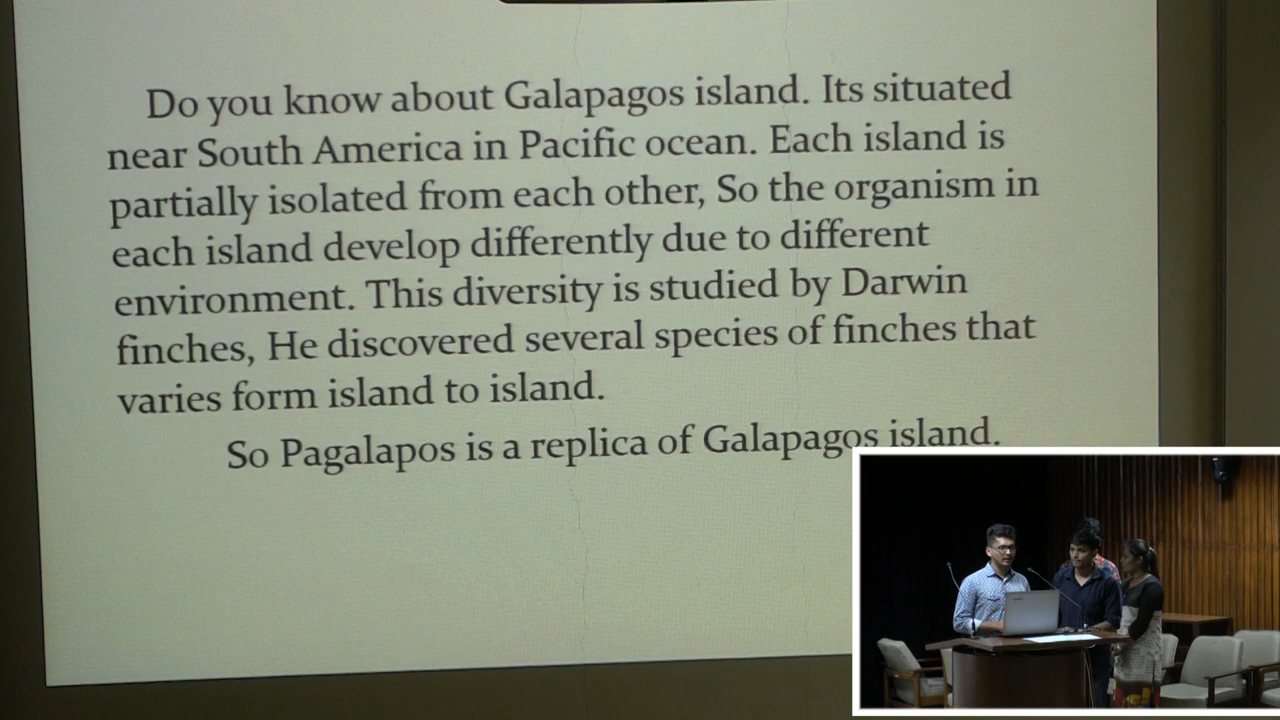 Do you know about Galapagos island. Its situated
near South America in Pacific ocean. Each island is
partially isolated from each other, So the organism in
each island develop differently due to different
environment. This diversity is studied by Darwin
finches, He discovered several species of finches that
varies form island to island.
So Pagalapos is a replica of Galapagos island.